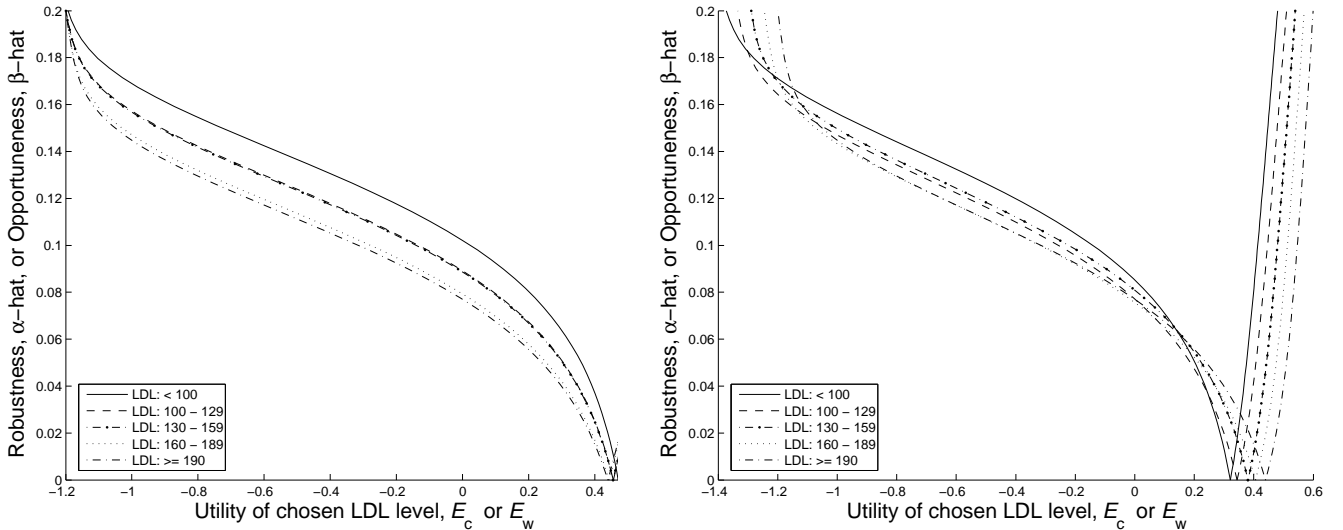 Robustness, α−hat, or Opportuneness, β−hat
0.2
0.18
0.16
0.14
0.12
0.1
0.08
0.06
0.04
0.02
0
LDL: < 100
LDL: 100 − 129
LDL: 130 − 159
LDL: 160 − 189
LDL: >= 190
−1.2 −1 −0.8 −0.6 −0.4 −0.2 0 0.2 0.4
Utility of chosen LDL level, E_c or E_w
Robustness, α−hat, or Opportuneness, β−hat
0.2
0.18
0.16
0.14
0.12
0.1
0.08
0.06
0.04
0.02
0
LDL: < 100
LDL: 100 − 129
LDL: 130 − 159
LDL: 160 − 189
LDL: >= 190
−1.4 −1.2 −1 −0.8 −0.6 −0.4 −0.2 0 0.2 0.4 0.6
Utility of chosen LDL level, E_c or E_w